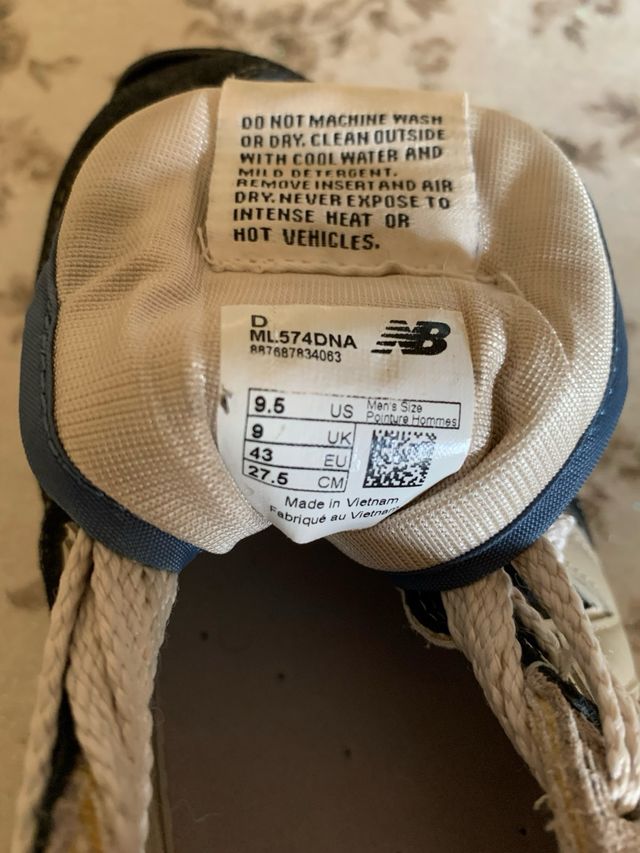 DO NOT MACHINE WASH
OR DRY. CLEAN OUTSIDE
WITH COOL WATER AND
MILD DETERGENT.
REMOVE INSERT AND AIR
DRY. NEVER EXPOSE TO
INTENSE HEAT OR
HOT VEHICLES.
D
ML574DNA
887687834063
NB
9.5 US Men's Size
Pointure Hommes
9 UK
43 EU
27.5 CM
Made in Vietnam
Fabriqué au Vietnam